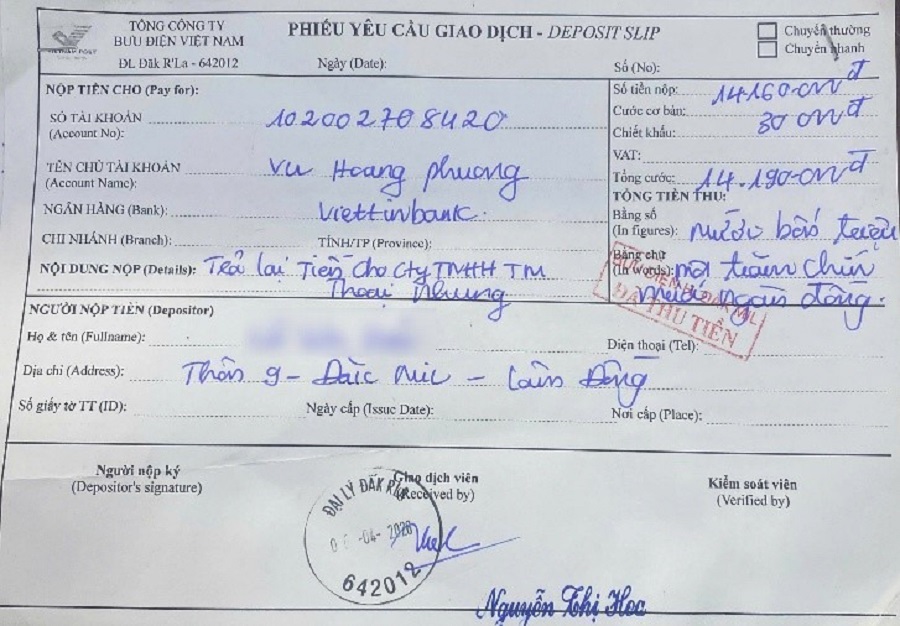 TỔNG CÔNG TY
BƯU ĐIỆN VIỆT NAM
ĐL Đăk R'La - 642012
PHIẾU YÊU CẦU GIAO DỊCH - DEPOSIT SLIP
Ngày (Date):
Chuyển thường
Chuyển nhanh
Số (No):
NỘP TIỀN CHO (Pay for):
SỐ TÀI KHOẢN 102002708420
(Account No):
TÊN CHỦ TÀI KHOẢN Vu Hoang phuong
(Account Name):
NGÂN HÀNG (Bank): Viettinbank.
CHI NHÁNH (Branch): TỈNH/TP (Province):
NỘI DUNG NỘP (Details): Trả lại Tiền Cho Cty TNHH TM
Thoại Nhung
Số tiền nộp: 14.160.000đ
Cước cơ bản: 30 000đ
Chiết khấu:
VAT:
Tổng cước: 14.190.000đ
TỔNG TIỀN THU:
Bằng số
(In figures): mười bốn triệu
Bằng chữ
(In words): một trăm chín
mươi ngàn đồng.
ĐÃ THU TIỀN
NGƯỜI NỘP TIỀN (Depositor)
Họ & tên (Fullname):
Điện thoại (Tel):
Địa chỉ (Address): Thôn 9 - Đăc Mil - Lâm Đồng
Số giấy tờ TT (ID): Ngày cấp (Issuc Date): Nơi cấp (Place):
Người nộp ký
(Depositor's signature)
Giao dịch viên
(Received by)
Kiểm soát viên
(Verified by)
ĐẠI LÝ ĐĂK R'LA
642012
Nguyễn Thị Học